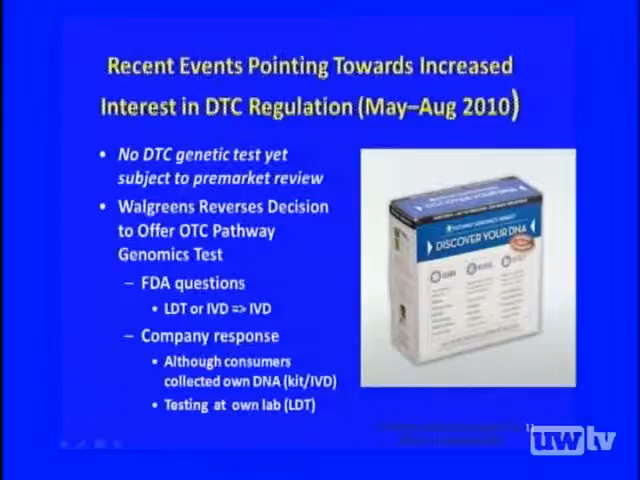 Recent Events Pointing Towards Increased
Interest in DTC Regulation (May–Aug 2010)
• No DTC genetic test yet
subject to premarket review
• Walgreens Reverses Decision
to Offer OTC Pathway
Genomics Test
– FDA questions
• LDT or IVD => IVD
– Company response
• Although consumers
collected own DNA (kit/IVD)
• Testing at own lab (LDT)
DISCOVER YOUR DNA
uwtv